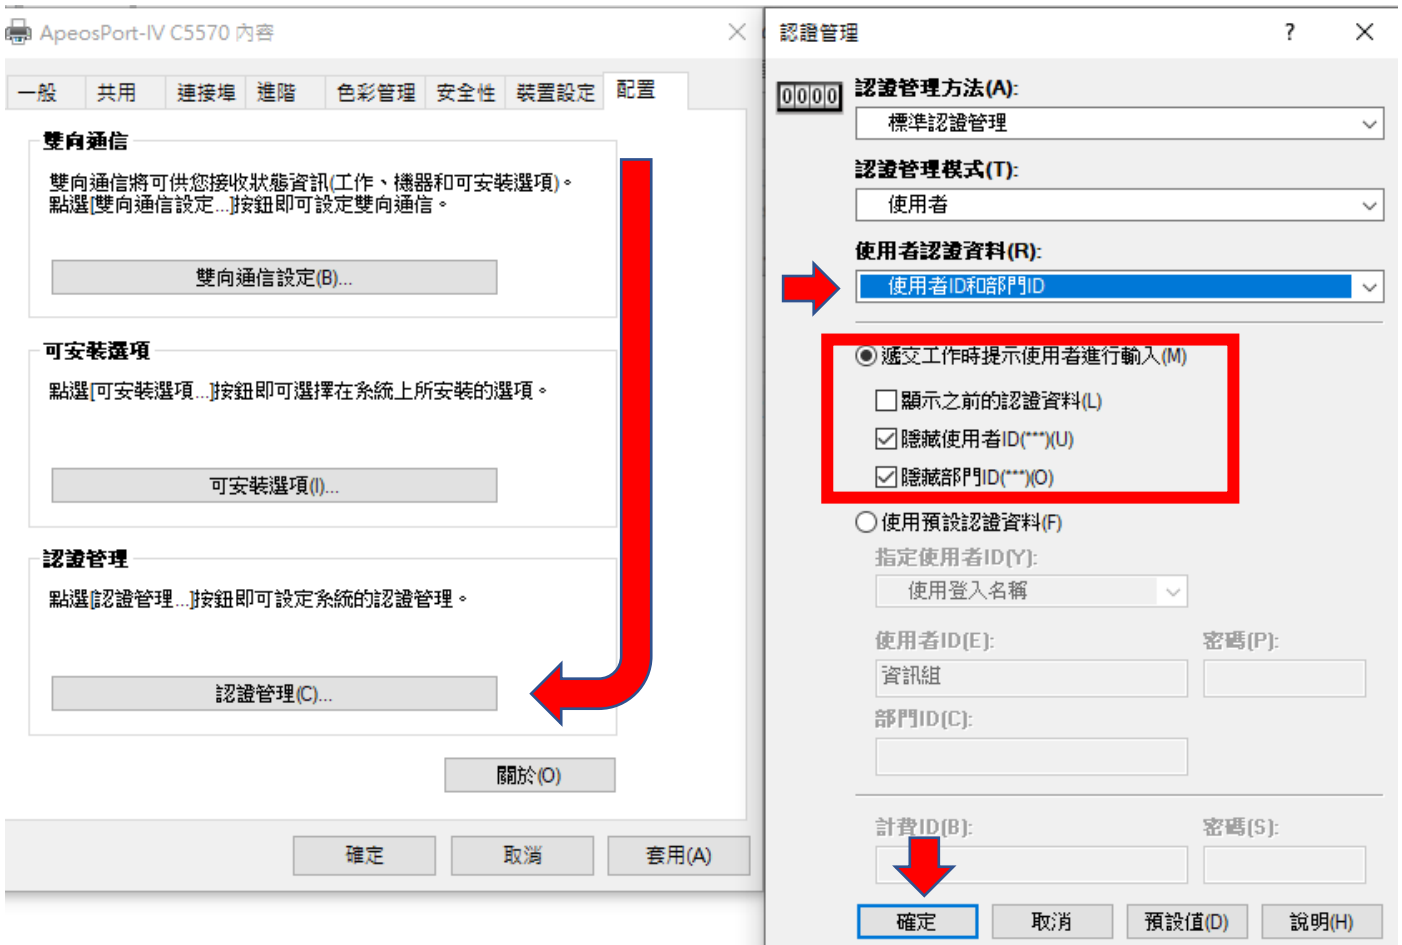 ApeosPort-IV C5570 內容
一般 共用 連接埠 進階 色彩管理 安全性 裝置設定 配置
雙向通信
雙向通信將可供您接收狀態資訊(工作、機器和可安裝選項)。
點選[雙向通信設定...]按鈕即可設定雙向通信。
雙向通信設定(B)...
可安裝選項
點選[可安裝選項...]按鈕即可選擇在系統上所安裝的選項。
可安裝選項(I)...
認證管理
點選[認證管理...]按鈕即可設定系統的認證管理。
認證管理(C)...
關於(O)
確定 取消 套用(A)
認證管理 ?
0000
認證管理方法(A):
標準認證管理
認證管理模式(T):
使用者
使用者認證資料(R):
使用者ID和部門ID
遞交工作時提示使用者進行輸入(M)
顯示之前的認證資料(L)
隱藏使用者ID(***)(U)
隱藏部門ID(***)(O)
使用預設認證資料(F)
指定使用者ID(Y):
使用登入名稱
使用者ID(E): 密碼(P):
資訊組
部門ID(C):
計費ID(B): 密碼(S):
確定 取消 預設值(D) 說明(H)